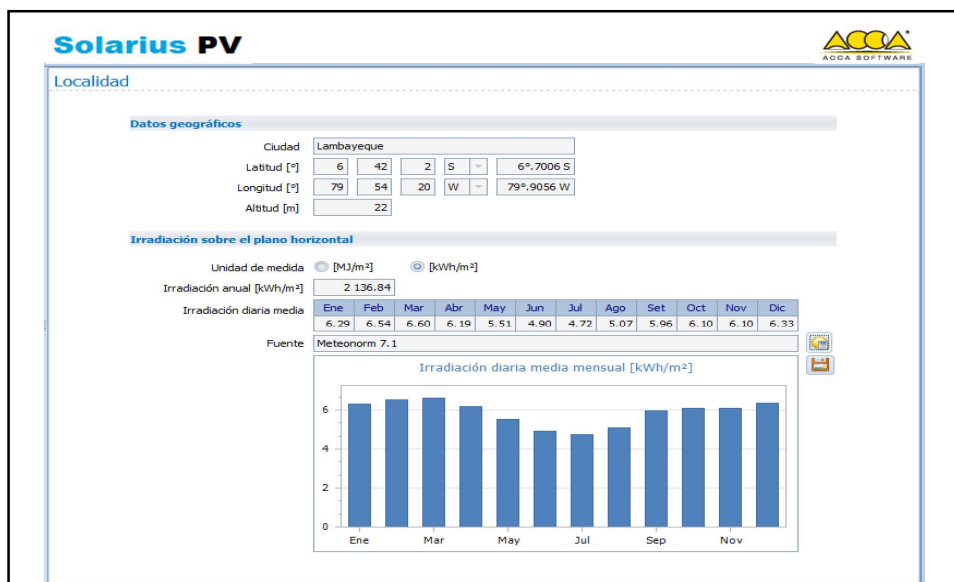 Solarius PV
ACCA
ACCA SOFTWARE
Localidad
Datos geográficos
Ciudad Lambayeque
Latitud [º] 6 42 2 S 6º.7006 S
Longitud [º] 79 54 20 W 79º.9056 W
Altitud [m] 22
Irradiación sobre el plano horizontal
Unidad de medida [MJ/m²] [kWh/m²]
Irradiación anual [kWh/m²] 2 136.84
Irradiación diaria media Ene Feb Mar Abr May Jun Jul Ago Set Oct Nov Dic
6.29 6.54 6.60 6.19 5.51 4.90 4.72 5.07 5.96 6.10 6.10 6.33
Fuente Meteonorm 7.1
Irradiación diaria media mensual [kWh/m²]
6
4
2
0
Ene Mar May Jul Sep Nov